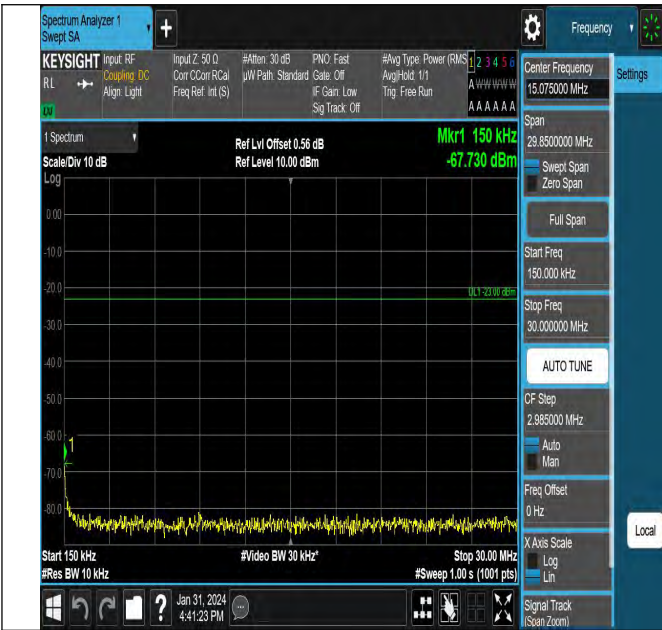 Spectrum Analyzer 1
Swept SA
+
Frequency
KEYSIGHT
RL
Input: RF
Coupling: DC
Align: Light
Input Z: 50 Ω
Corr CCorr RCal
Freq Ref: Int (S)
#Atten: 30 dB
µW Path: Standard
PNO: Fast
Gate: Off
IF Gain: Low
Sig Track: Off
#Avg Type: Power (RMS
Avg|Hold: 1/1
Trig: Free Run
1 2 3 4 5 6
A W W W W W
A A A A A A
1 Spectrum
Scale/Div 10 dB
Log
Ref Lvl Offset 0.56 dB
Ref Level 10.00 dBm
Mkr1 150 kHz
-67.730 dBm
0.00
-10.0
-20.0
-30.0
-40.0
-50.0
-60.0
-70.0
-80.0
DL1 -23.00 dBm
1
Start 150 kHz
#Res BW 10 kHz
#Video BW 30 kHz*
Stop 30.00 MHz
#Sweep 1.00 s (1001 pts)
Jan 31, 2024
4:41:23 PM
Center Frequency
15.075000 MHz
Settings
Span
29.8500000 MHz
Swept Span
Zero Span
Full Span
Start Freq
150.000 kHz
Stop Freq
30.000000 MHz
AUTO TUNE
CF Step
2.985000 MHz
Auto
Man
Freq Offset
0 Hz
X Axis Scale
Log
Lin
Local
Signal Track
(Span Zoom)